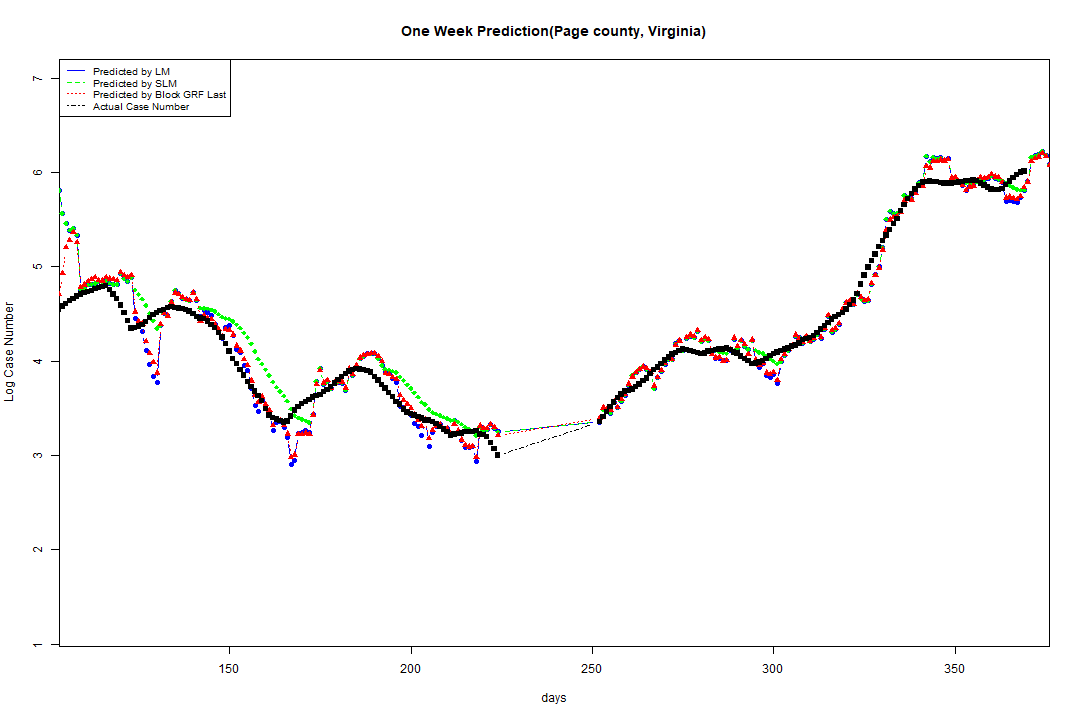 One Week Prediction(Page county, Virginia)
Predicted by LM
Predicted by SLM
Predicted by Block GRF Last
Actual Case Number
7
6
5
4
3
2
1
Log Case Number
150 200 250 300 350
days